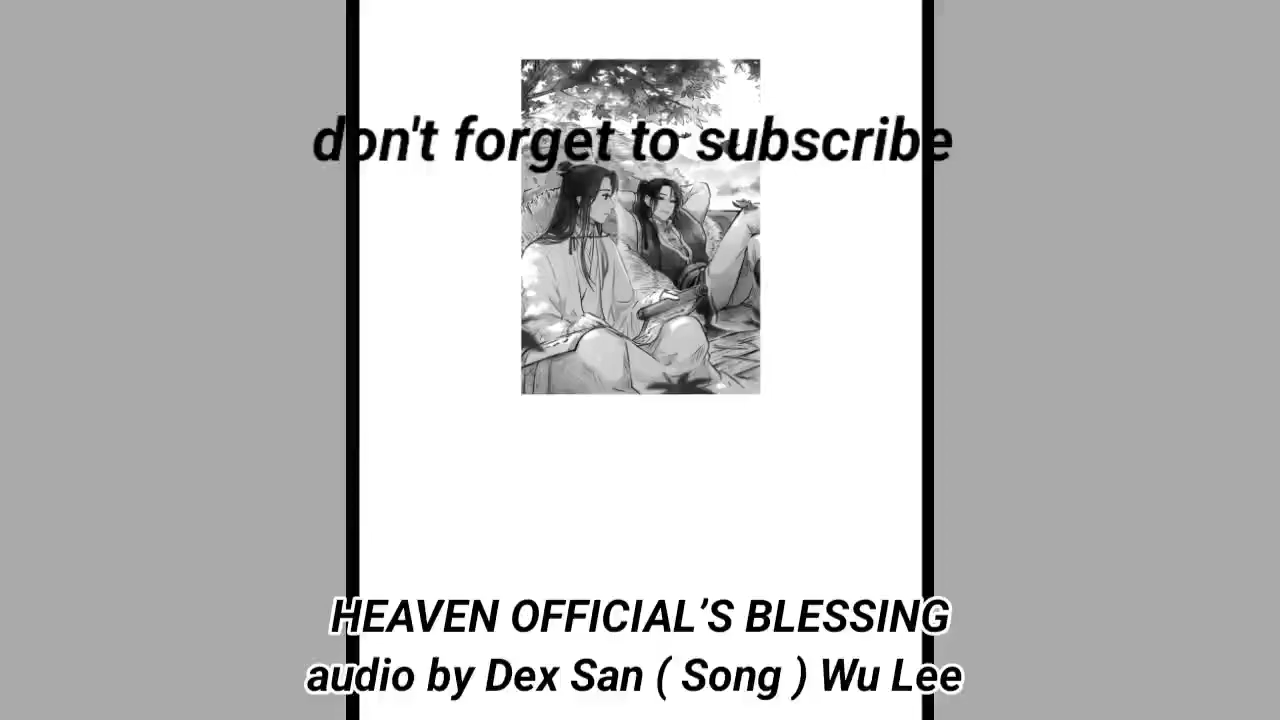 don't forget to subscribe
HEAVEN OFFICIAL’S BLESSING
audio by Dex San ( Song ) Wu Lee